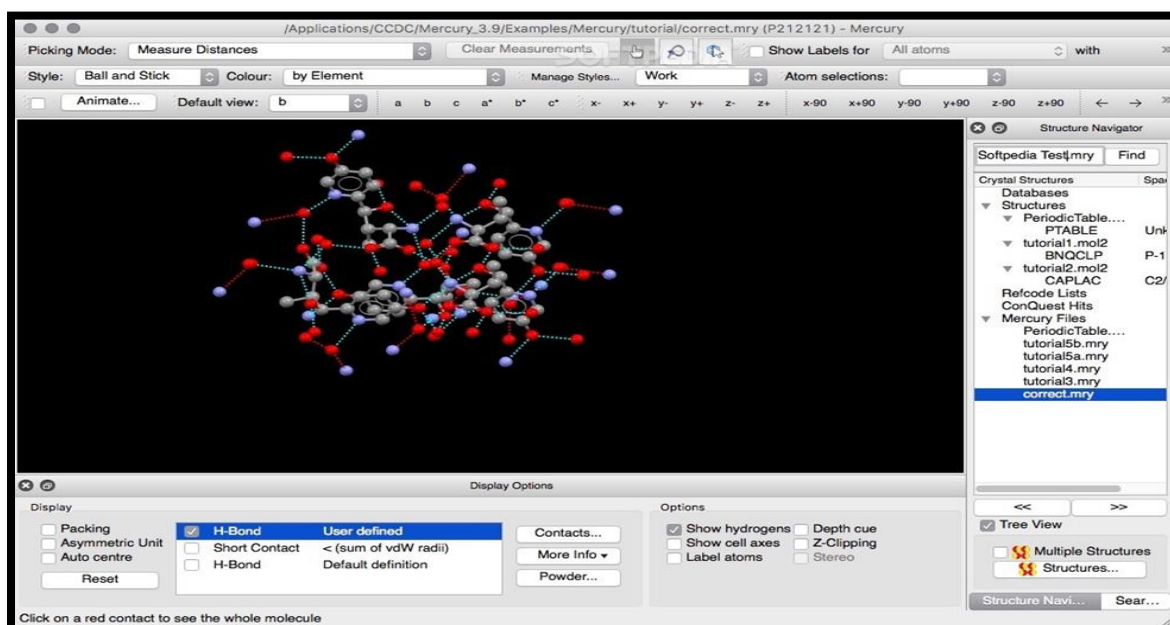 /Applications/CCDC/Mercury_3.9/Examples/Mercury/tutorial/correct.mry (P212121) - Mercury
Picking Mode: Measure Distances Clear Measurements Show Labels for All atoms with »
SOFTPEDIA
Style: Ball and Stick Colour: by Element Manage Styles... Work Atom selections: »
Animate... Default view: b a b c a* b* c* x- x+ y- y+ z- z+ x-90 x+90 y-90 y+90 z-90 z+90 ← → »
Structure Navigator
Softpedia Test.mry Find
Crystal Structures Spa
Databases
Structures
PeriodicTable....
PTABLE Unk
tutorial1.mol2
BNQCLP P-1
tutorial2.mol2
CAPLAC C2/
Refcode Lists
ConQuest Hits
Mercury Files
PeriodicTable....
tutorial5b.mry
tutorial5a.mry
tutorial4.mry
tutorial3.mry
correct.mry
<< >>
Tree View
Multiple Structures
Structures...
Structure Navi... Sear...
Display Options
Display
Packing
Asymmetric Unit
Auto centre
Reset
H-Bond User defined
Short Contact < (sum of vdW radii)
H-Bond Default definition
Contacts...
More Info
Powder...
Options
Show hydrogens Depth cue
Show cell axes Z-Clipping
Label atoms Stereo
Click on a red contact to see the whole molecule